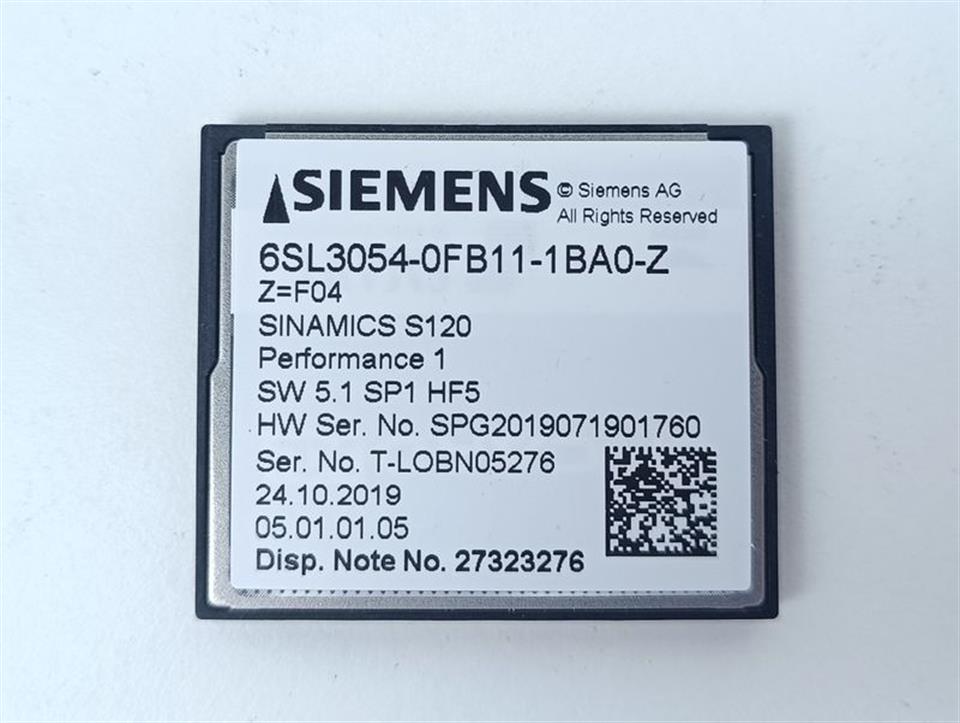 SIEMENS © Siemens AG
All Rights Reserved
6SL3054-0FB11-1BA0-Z
Z=F04
SINAMICS S120
Performance 1
SW 5.1 SP1 HF5
HW Ser. No. SPG2019071901760
Ser. No. T-LOBN05276
24.10.2019
05.01.01.05
Disp. Note No. 27323276